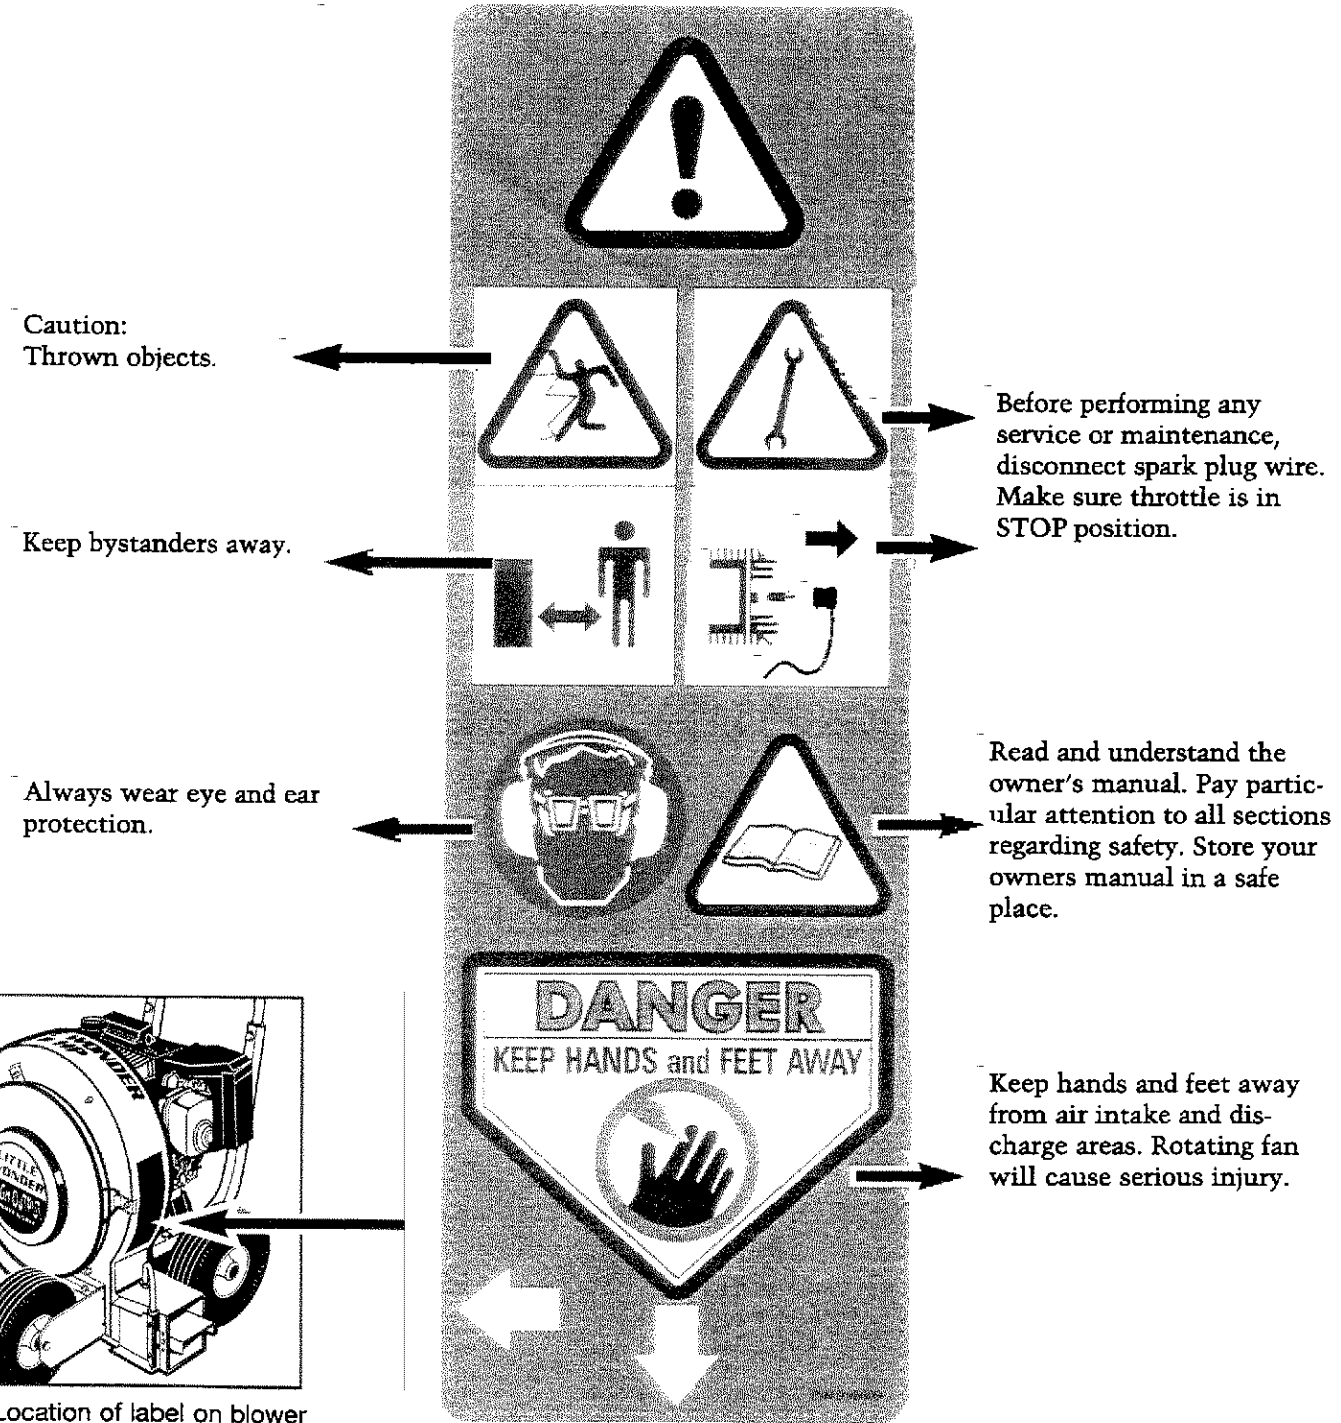 Caution:
Thrown objects.
Before performing any
service or maintenance,
disconnect spark plug wire.
Make sure throttle is in
STOP position.
Keep bystanders away.
Always wear eye and ear
protection.
Read and understand the
owner's manual. Pay partic-
ular attention to all sections
regarding safety. Store your
owners manual in a safe
place.
DANGER
KEEP HANDS and FEET AWAY
Keep hands and feet away
from air intake and dis-
charge areas. Rotating fan
will cause serious injury.
WONDER
HP
LITTLE
WONDER
Location of label on blower